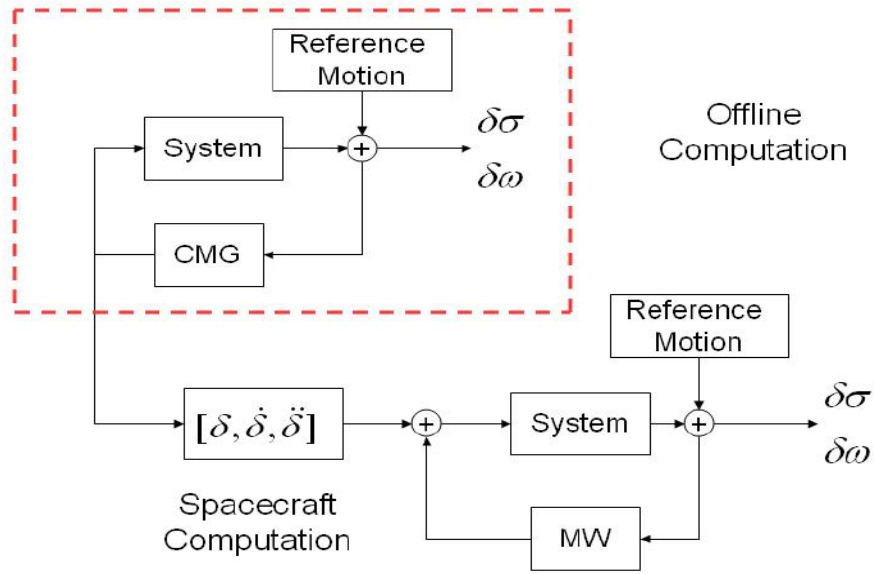 Reference
Motion
System
+
δσ
δω
Offline
Computation
CMG
Reference
Motion
[δ, δ̇, δ̈]
+
System
+
δσ
δω
Spacecraft
Computation
MW